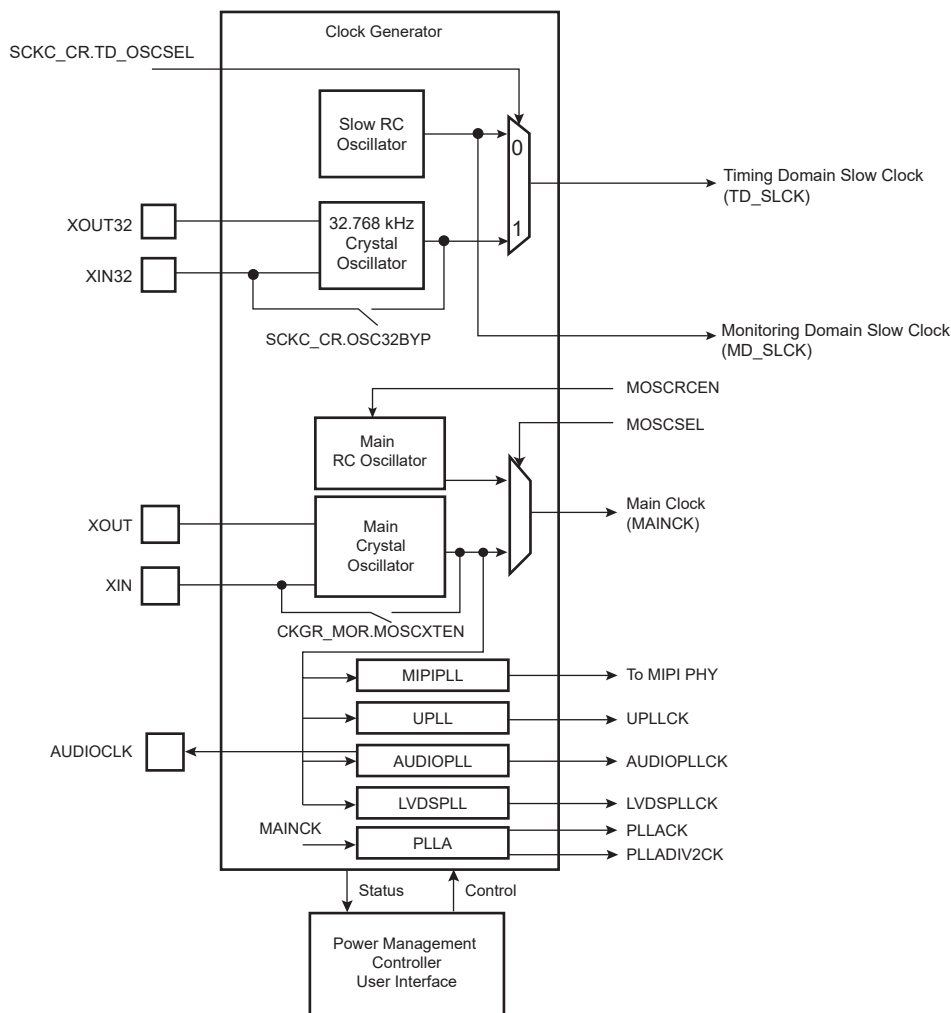 Clock Generator
SCKC_CR.TD_OSCSEL
Slow RC
Oscillator
0
Timing Domain Slow Clock
(TD_SLCK)
XOUT32
32.768 kHz
Crystal
Oscillator
1
XIN32
SCKC_CR.OSC32BYP
Monitoring Domain Slow Clock
(MD_SLCK)
MOSCRCEN
MOSCSEL
Main
RC Oscillator
Main Clock
(MAINCK)
XOUT
Main
Crystal
Oscillator
XIN
CKGR_MOR.MOSCXTEN
MIPIPLL
To MIPI PHY
UPLL
UPLLCK
AUDIOCLK
AUDIOPLL
AUDIOPLLCK
LVDSPLL
LVDSPLLCK
MAINCK
PLLA
PLLACK
PLLADIV2CK
Status
Control
Power Management
Controller
User Interface